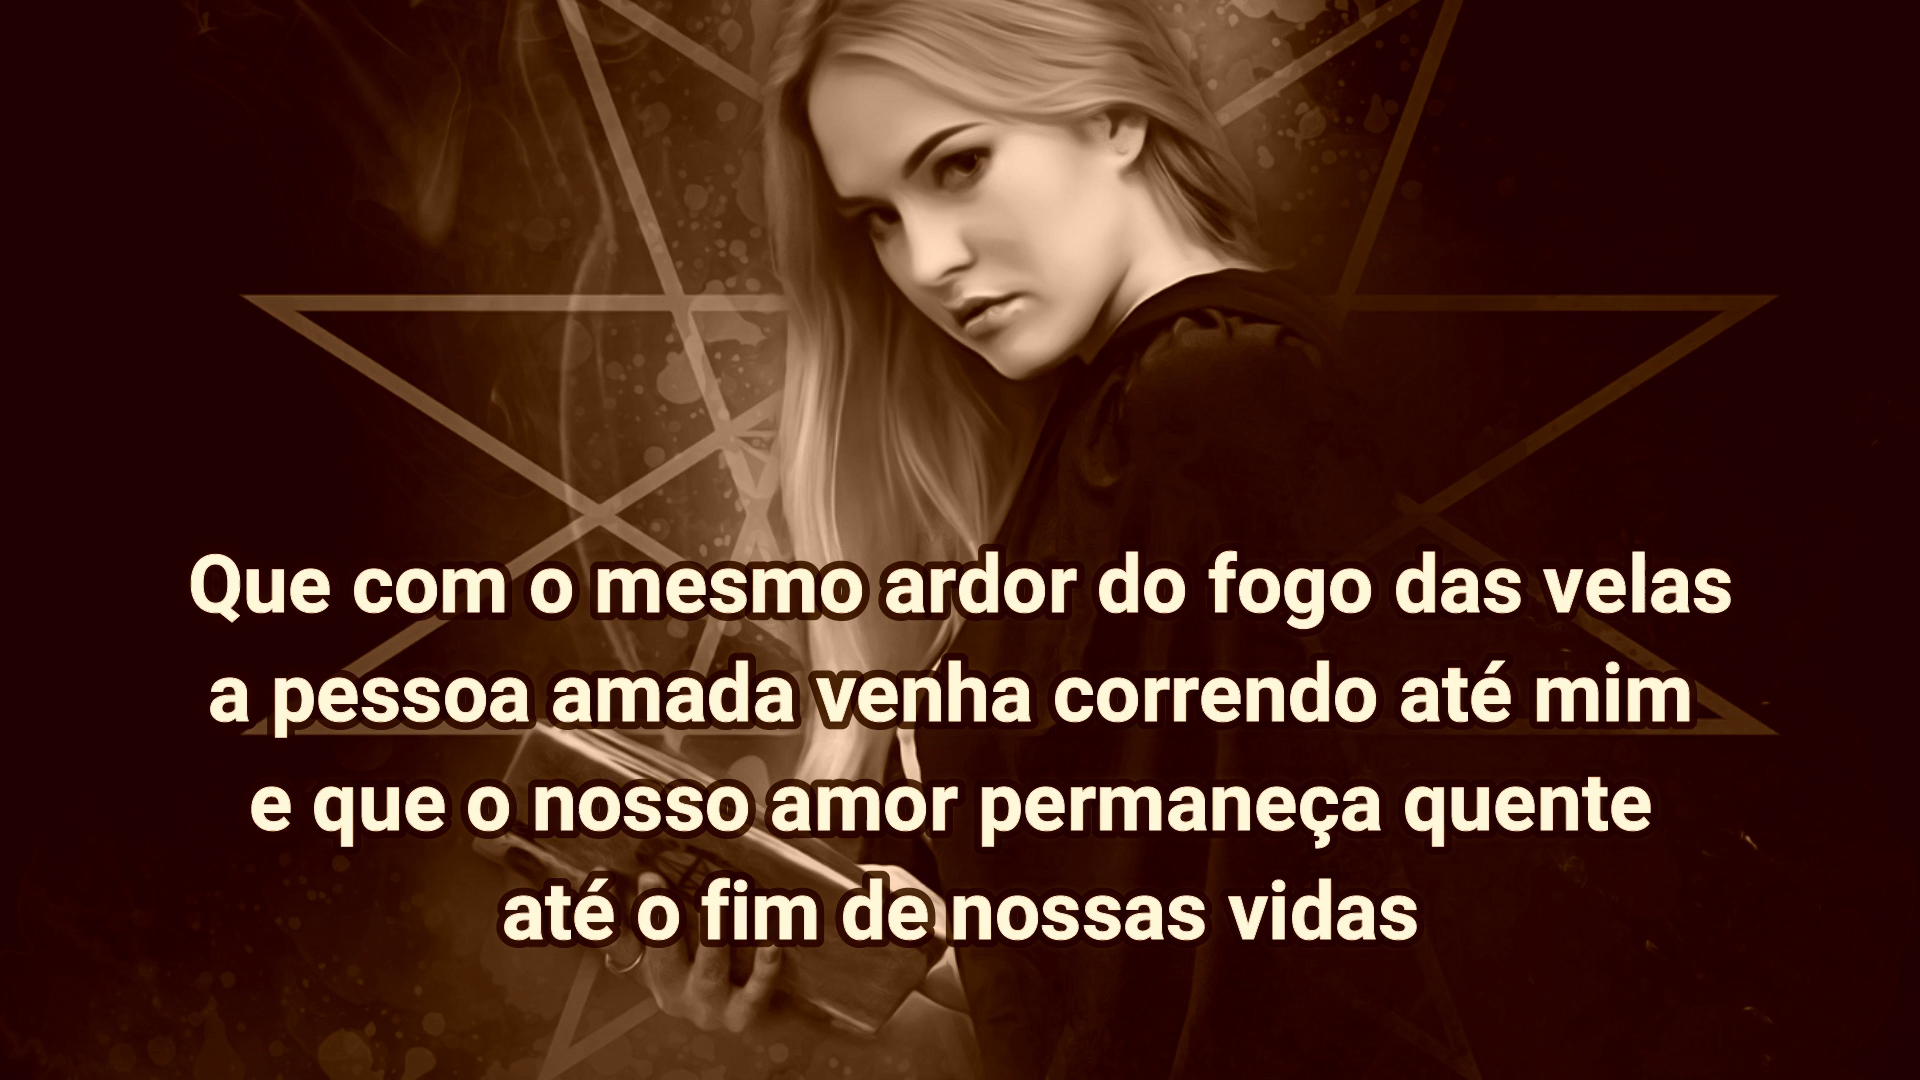 Que com o mesmo ardor do fogo das velas
a pessoa amada venha correndo até mim
e que o nosso amor permaneça quente
até o fim de nossas vidas